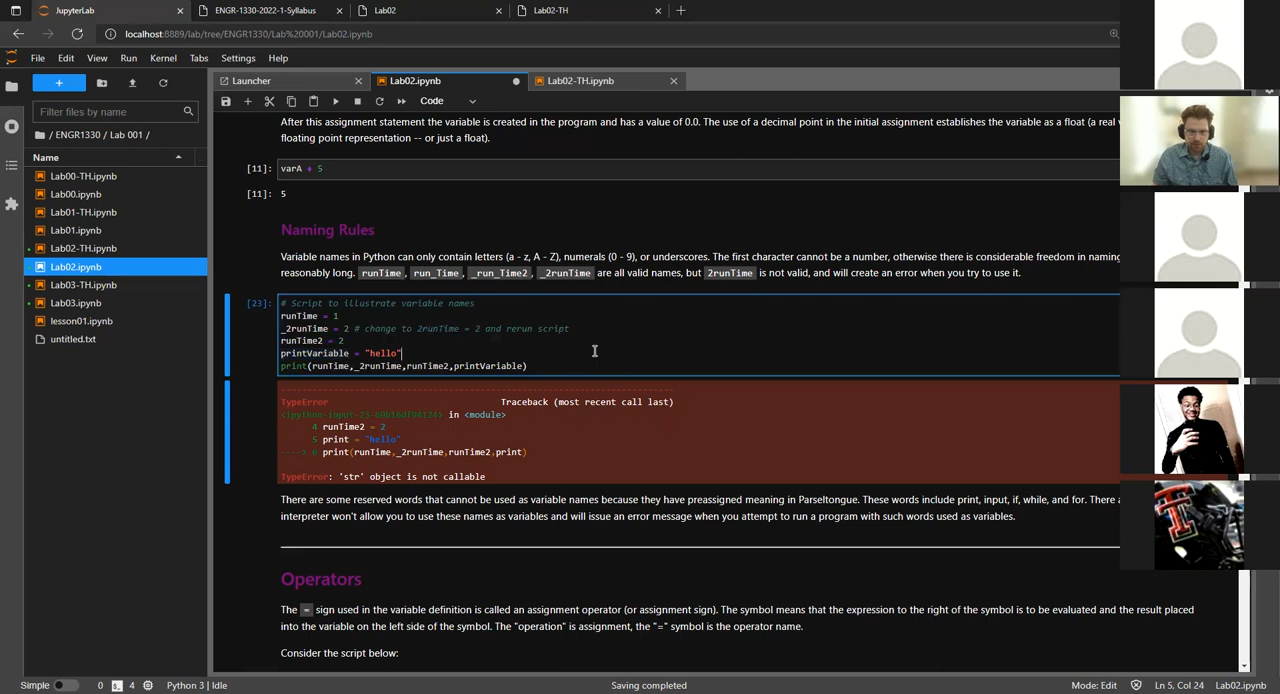 JupyterLab
ENGR-1330-2022-1-Syllabus
Lab02
Lab02-TH
localhost:8889/lab/tree/ENGR1330/Lab%20001/Lab02.ipynb
File Edit View Run Kernel Tabs Settings Help
Launcher
Lab02.ipynb
Lab02-TH.ipynb
Code
Filter files by name
/ ENGR1330 / Lab 001 /
Name
Lab00-TH.ipynb
Lab00.ipynb
Lab01-TH.ipynb
Lab01.ipynb
Lab02-TH.ipynb
Lab02.ipynb
Lab03-TH.ipynb
Lab03.ipynb
lesson01.ipynb
untitled.txt
After this assignment statement the variable is created in the program and has a value of 0.0. The use of a decimal point in the initial assignment establishes the variable as a float (a real v
floating point representation -- or just a float).
[11]: varA + 5
[11]: 5
Naming Rules
Variable names in Python can only contain letters (a - z, A - Z), numerals (0 - 9), or underscores. The first character cannot be a number, otherwise there is considerable freedom in naming
reasonably long. runTime, run_Time, _run_Time2, _2runTime are all valid names, but 2runTime is not valid, and will create an error when you try to use it.
[23]: # Script to illustrate variable names
runTime = 1
_2runTime = 2 # change to 2runTime = 2 and rerun script
runTime2 = 2
printVariable = "hello"
print(runTime,_2runTime,runTime2,printVariable)
TypeError Traceback (most recent call last)
<ipython-input-23-69b16df94124> in <module>
4 runTime2 = 2
5 print = "hello"
----> 6 print(runTime,_2runTime,runTime2,print)
TypeError: 'str' object is not callable
There are some reserved words that cannot be used as variable names because they have preassigned meaning in Parseltongue. These words include print, input, if, while, and for. There a
interpreter won't allow you to use these names as variables and will issue an error message when you attempt to run a program with such words used as variables.
Operators
The = sign used in the variable definition is called an assignment operator (or assignment sign). The symbol means that the expression to the right of the symbol is to be evaluated and the result placed
into the variable on the left side of the symbol. The "operation" is assignment, the "=" symbol is the operator name.
Consider the script below:
Simple 0 4 Python 3 | Idle Saving completed Mode: Edit Ln 5, Col 24 Lab02.ipynb